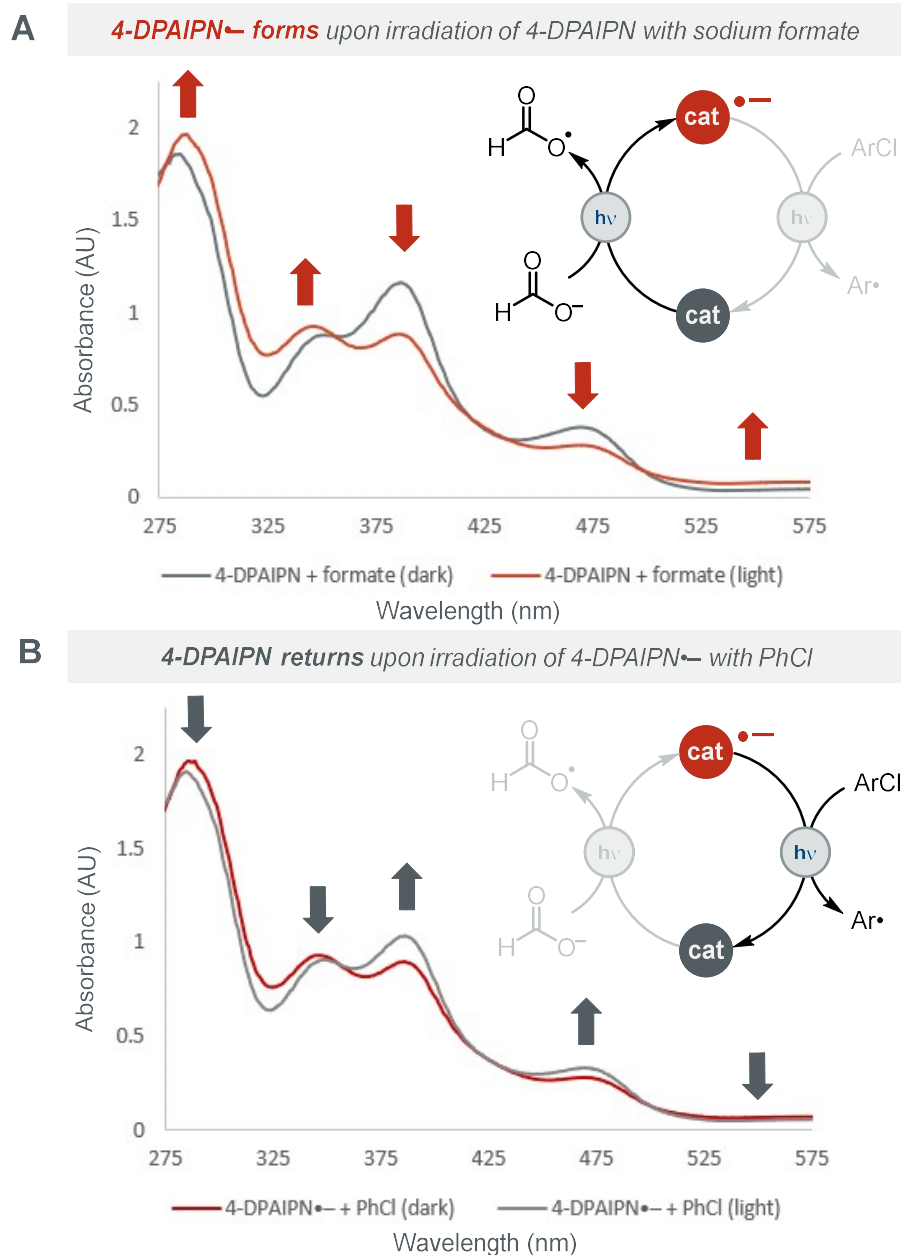 A
4-DPAIPN•– forms upon irradiation of 4-DPAIPN with sodium formate
Absorbance (AU)
2
1.5
1
0.5
0
275 325 375 425 475 525 575
O
H O•
O
H O–
hν
cat •–
cat
ArCl
hν
Ar•
4-DPAIPN + formate (dark) 4-DPAIPN + formate (light)
Wavelength (nm)
B
4-DPAIPN returns upon irradiation of 4-DPAIPN•– with PhCl
Absorbance (AU)
2
1.5
1
0.5
0
275 325 375 425 475 525 575
O
H O•
O
H O–
hν
cat •–
cat
ArCl
hν
Ar•
4-DPAIPN•– + PhCl (dark) 4-DPAIPN•– + PhCl (light)
Wavelength (nm)